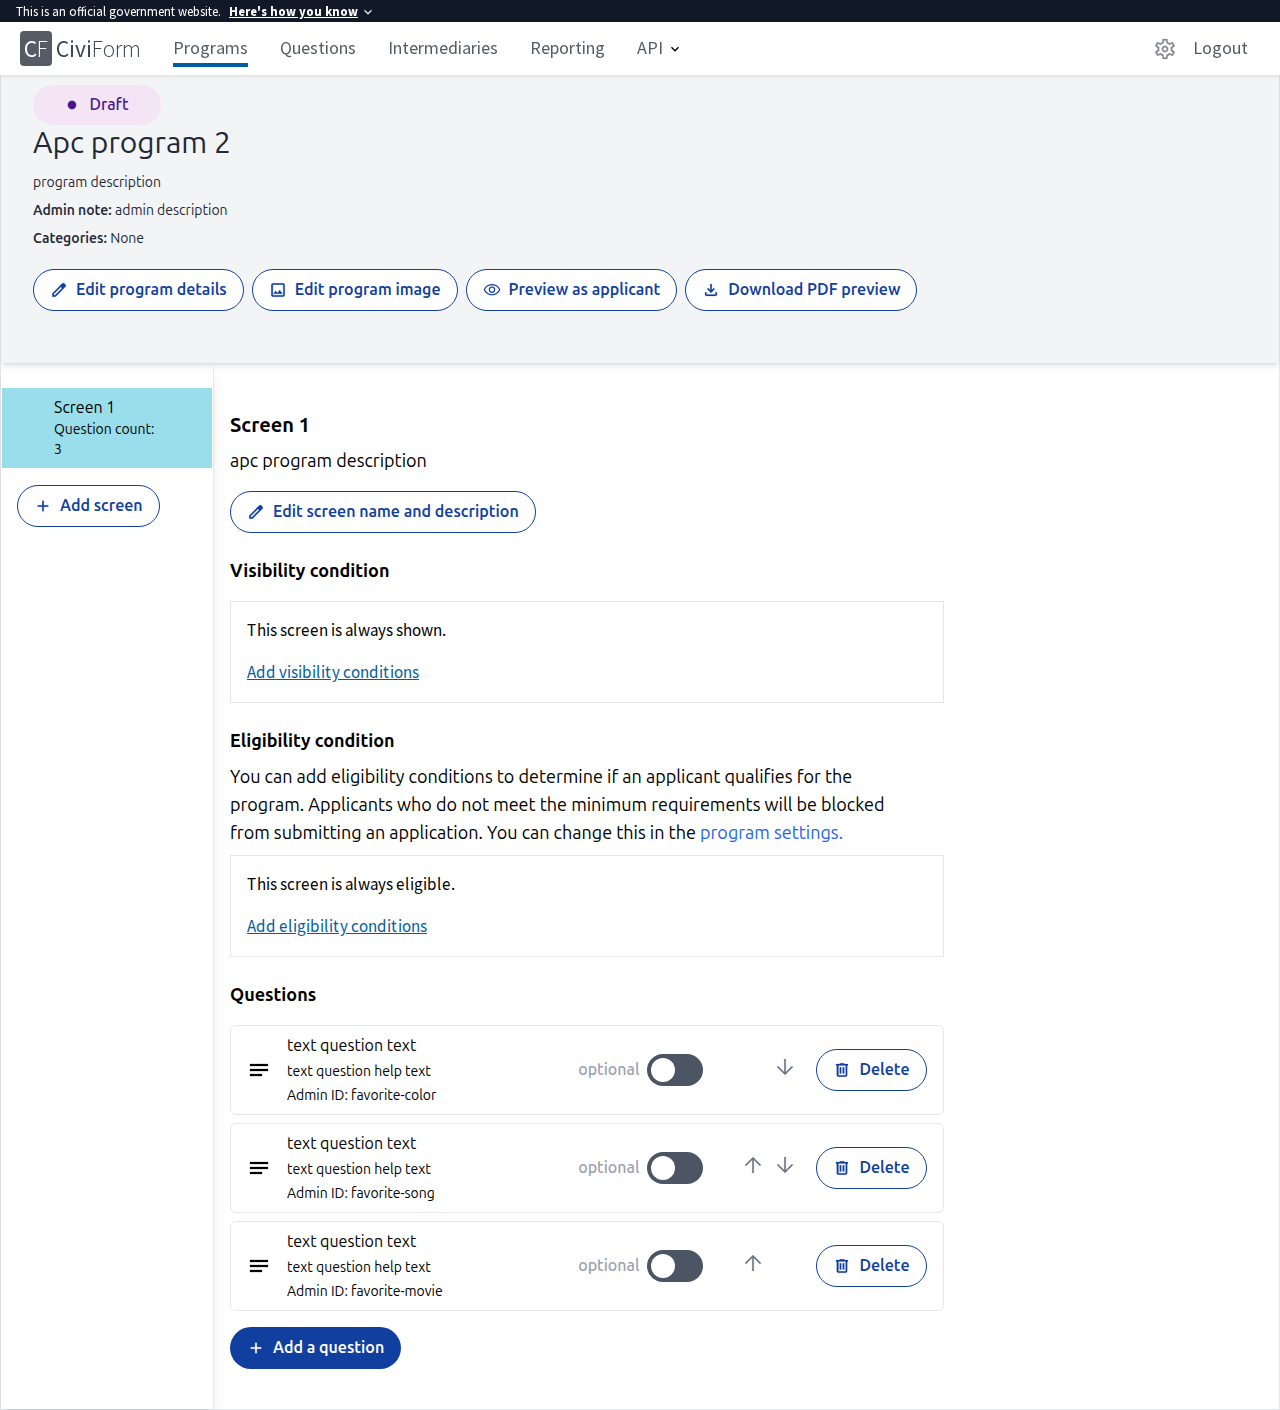 This is an official government website. Here's how you know
CF CiviForm Programs Questions Intermediaries Reporting API Logout
Draft
Apc program 2
program description
Admin note: admin description
Categories: None
Edit program details Edit program image Preview as applicant Download PDF preview
Screen 1
Question count:
3
Add screen
Screen 1
apc program description
Edit screen name and description
Visibility condition
This screen is always shown.
Add visibility conditions
Eligibility condition
You can add eligibility conditions to determine if an applicant qualifies for the
program. Applicants who do not meet the minimum requirements will be blocked
from submitting an application. You can change this in the program settings.
This screen is always eligible.
Add eligibility conditions
Questions
text question text
text question help text
Admin ID: favorite-color
optional
Delete
text question text
text question help text
Admin ID: favorite-song
optional
Delete
text question text
text question help text
Admin ID: favorite-movie
optional
Delete
Add a question